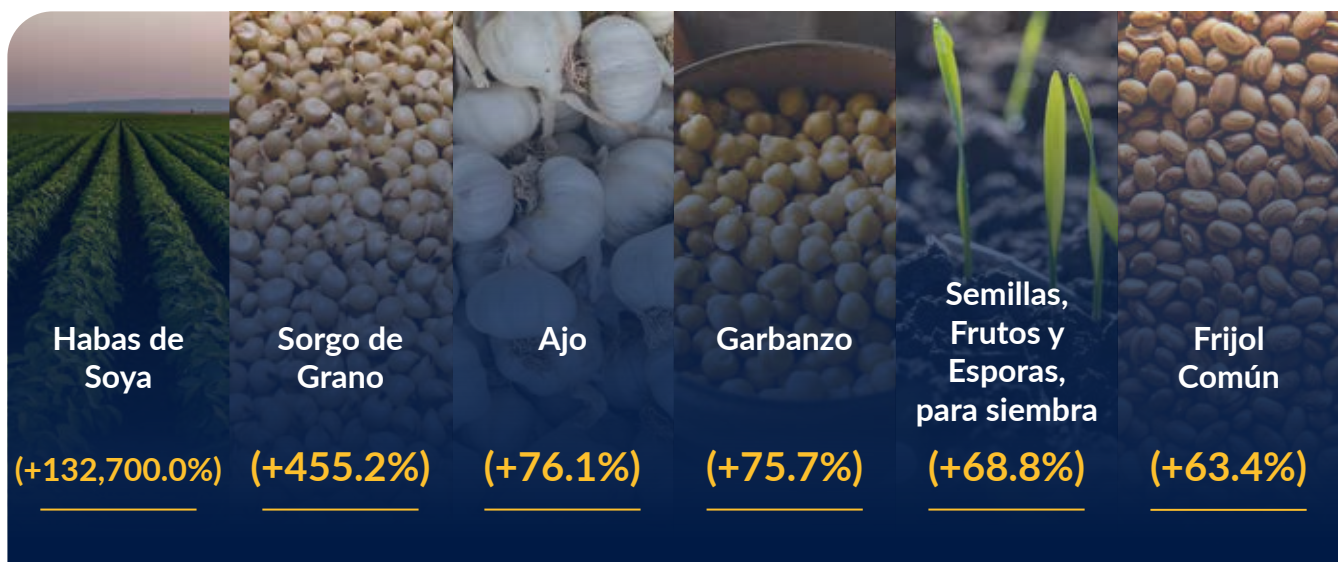 Habas de
Soya
(+132,700.0%)
Sorgo de
Grano
(+455.2%)
Ajo
(+76.1%)
Garbanzo
(+75.7%)
Semillas,
Frutos y
Esporas,
para siembra
(+68.8%)
Frijol
Común
(+63.4%)